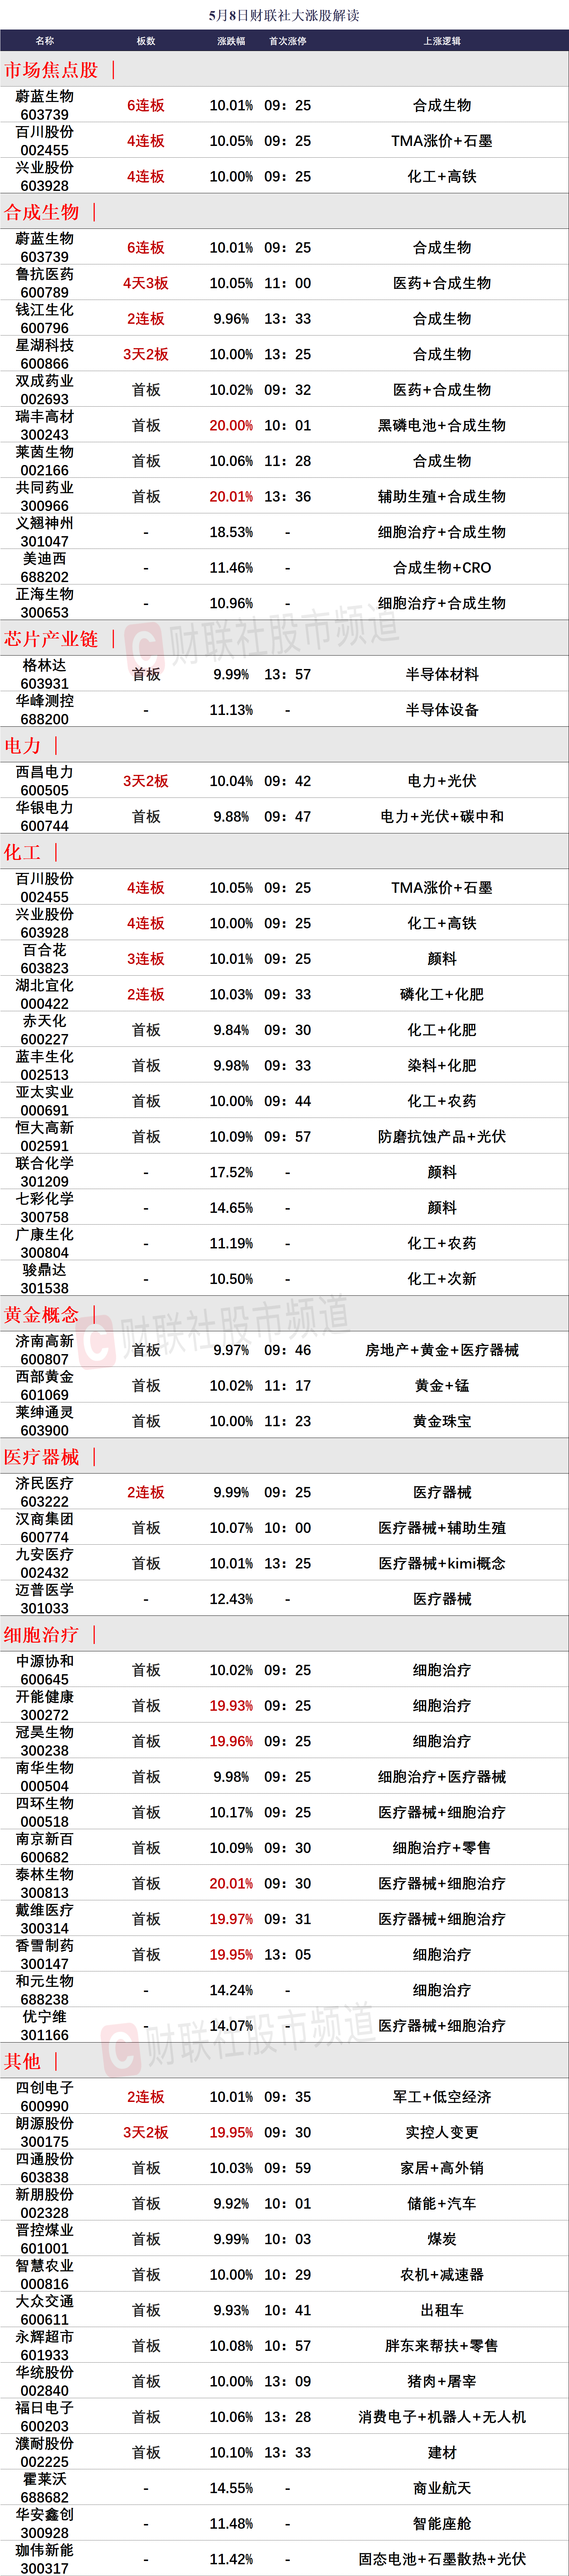 5月8日财联社大涨股解读
名称 板数 涨跌幅 首次涨停 上涨逻辑
市场焦点股
蔚蓝生物 603739 6连板 10.01% 09：25 合成生物
百川股份 002455 4连板 10.05% 09：25 TMA涨价+石墨
兴业股份 603928 4连板 10.00% 09：25 化工+高铁
合成生物
蔚蓝生物 603739 6连板 10.01% 09：25 合成生物
鲁抗医药 600789 4天3板 10.05% 11：00 医药+合成生物
钱江生化 600796 2连板 9.96% 13：33 合成生物
星湖科技 600866 3天2板 10.00% 13：25 合成生物
双成药业 002693 首板 10.02% 09：32 医药+合成生物
瑞丰高材 300243 首板 20.00% 10：01 黑磷电池+合成生物
莱茵生物 002166 首板 10.06% 11：28 合成生物
共同药业 300966 首板 20.01% 13：36 辅助生殖+合成生物
义翘神州 301047 - 18.53% - 细胞治疗+合成生物
美迪西 688202 - 11.46% - 合成生物+CRO
正海生物 300653 - 10.96% - 细胞治疗+合成生物
财联社股市频道
芯片产业链
格林达 603931 首板 9.99% 13：57 半导体材料
华峰测控 688200 - 11.13% - 半导体设备
电力
西昌电力 600505 3天2板 10.04% 09：42 电力+光伏
华银电力 600744 首板 9.88% 09：47 电力+光伏+碳中和
化工
百川股份 002455 4连板 10.05% 09：25 TMA涨价+石墨
兴业股份 603928 4连板 10.00% 09：25 化工+高铁
百合花 603823 3连板 10.01% 09：25 颜料
湖北宜化 000422 2连板 10.03% 09：33 磷化工+化肥
赤天化 600227 首板 9.84% 09：30 化工+化肥
蓝丰生化 002513 首板 9.98% 09：33 染料+化肥
亚太实业 000691 首板 10.00% 09：44 化工+农药
恒大高新 002591 首板 10.09% 09：57 防磨抗蚀产品+光伏
联合化学 301209 - 17.52% - 颜料
七彩化学 300758 - 14.65% - 颜料
广康生化 300804 - 11.19% - 化工+农药
骏鼎达 301538 - 10.50% - 化工+次新
黄金概念
财联社股市频道
济南高新 600807 首板 9.97% 09：46 房地产+黄金+医疗器械
西部黄金 601069 首板 10.02% 11：17 黄金+锰
莱绅通灵 603900 首板 10.00% 11：23 黄金珠宝
医疗器械
济民医疗 603222 2连板 9.99% 09：25 医疗器械
汉商集团 600774 首板 10.07% 10：00 医疗器械+辅助生殖
九安医疗 002432 首板 10.01% 13：25 医疗器械+kimi概念
迈普医学 301033 - 12.43% - 医疗器械
细胞治疗
中源协和 600645 首板 10.02% 09：25 细胞治疗
开能健康 300272 首板 19.93% 09：25 细胞治疗
冠昊生物 300238 首板 19.96% 09：25 细胞治疗
南华生物 000504 首板 9.98% 09：25 细胞治疗+医疗器械
四环生物 000518 首板 10.17% 09：25 医疗器械+细胞治疗
南京新百 600682 首板 10.09% 09：30 细胞治疗+零售
泰林生物 300813 首板 20.01% 09：30 医疗器械+细胞治疗
戴维医疗 300314 首板 19.97% 09：31 医疗器械+细胞治疗
香雪制药 300147 首板 19.95% 13：05 细胞治疗
和元生物 688238 - 14.24% - 细胞治疗
优宁维 301166 - 14.07% - 医疗器械+细胞治疗
财联社股市频道
其他
四创电子 600990 2连板 10.01% 09：35 军工+低空经济
朗源股份 300175 3天2板 19.95% 09：30 实控人变更
四通股份 603838 首板 10.03% 09：59 家居+高外销
新朋股份 002328 首板 9.92% 10：01 储能+汽车
晋控煤业 601001 首板 9.99% 10：03 煤炭
智慧农业 000816 首板 10.00% 10：29 农机+减速器
大众交通 600611 首板 9.93% 10：41 出租车
永辉超市 601933 首板 10.08% 10：57 胖东来帮扶+零售
华统股份 002840 首板 10.00% 13：09 猪肉+屠宰
福日电子 600203 首板 10.06% 13：28 消费电子+机器人+无人机
濮耐股份 002225 首板 10.10% 13：33 建材
霍莱沃 688682 - 14.55% - 商业航天
华安鑫创 300928 - 11.48% - 智能座舱
珈伟新能 300317 - 11.42% - 固态电池+石墨散热+光伏